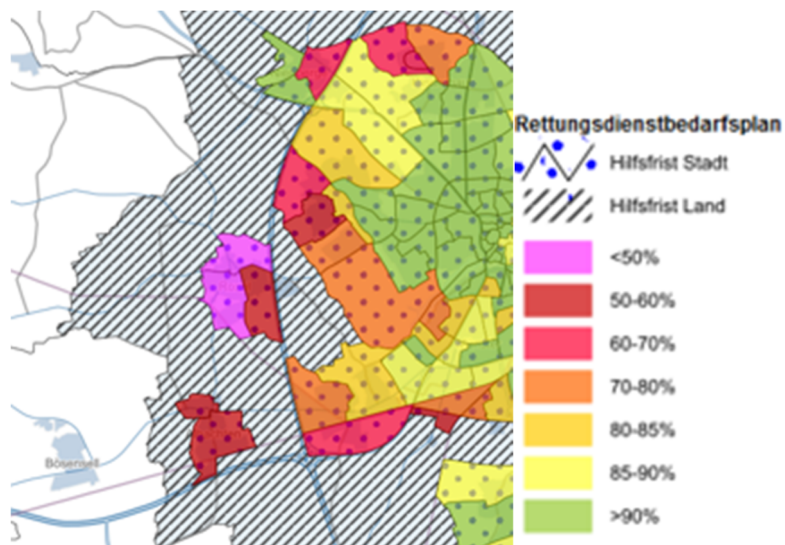 Rettungsdienstbedarfsplan
Hilfsfrist Stadt
Hilfsfrist Land
<50%
50-60%
60-70%
70-80%
80-85%
85-90%
>90%
Bösensell